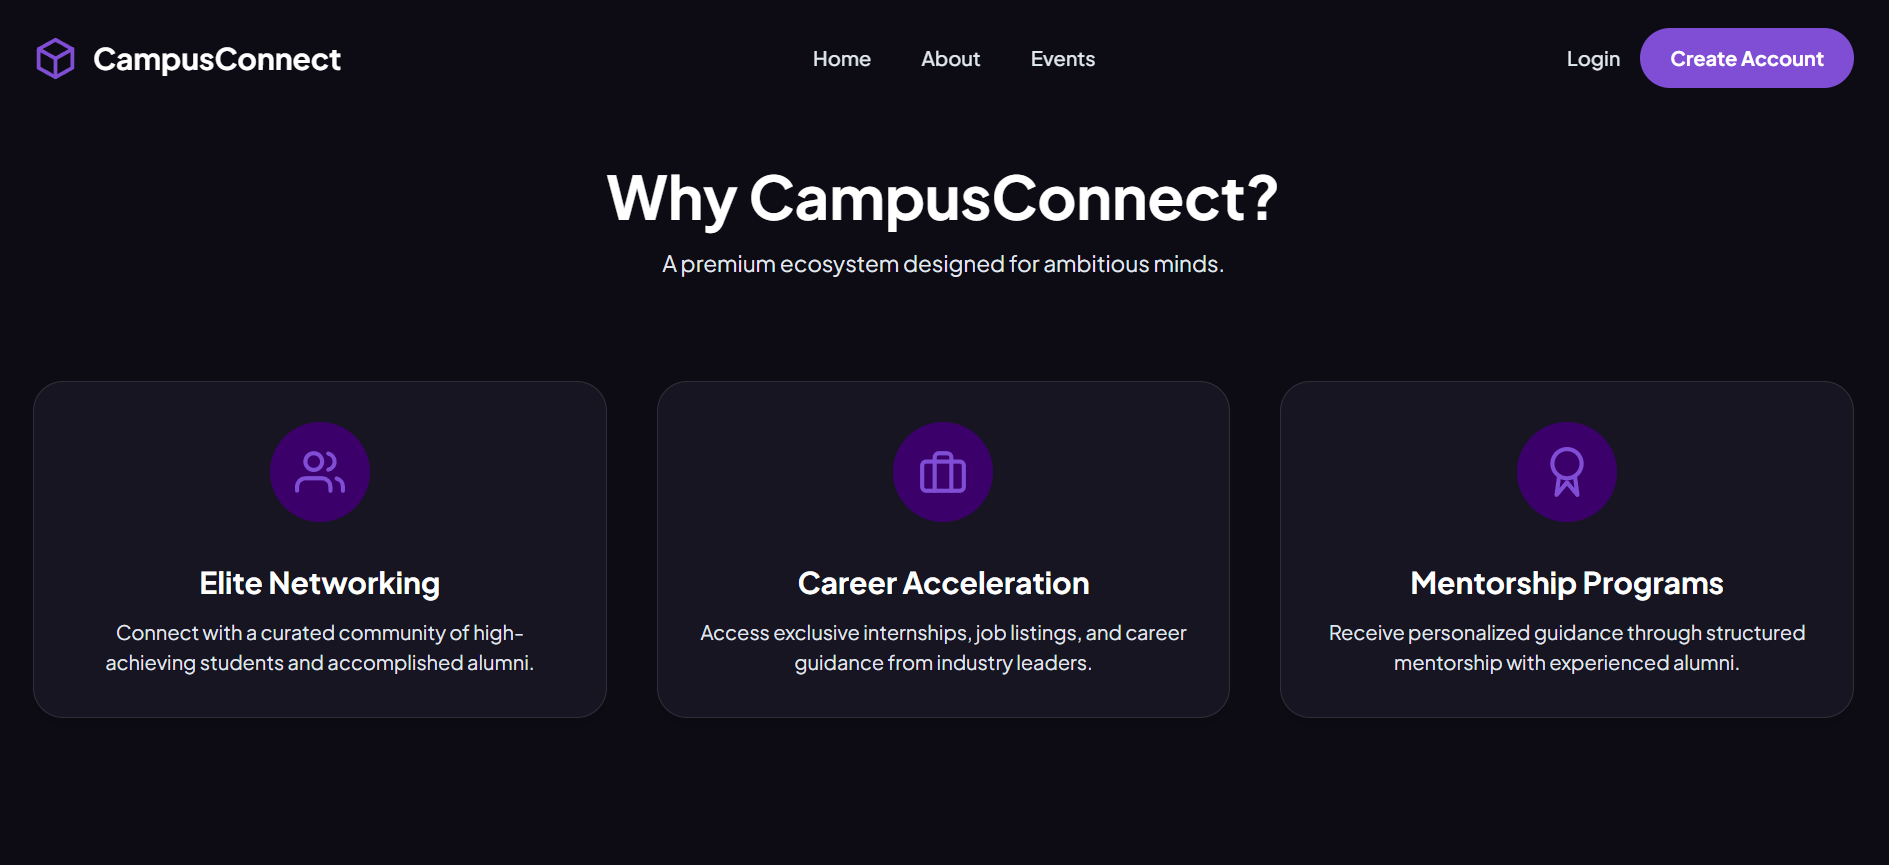 CampusConnect
Home
About
Events
Login
Create Account
Why CampusConnect?
A premium ecosystem designed for ambitious minds.
Elite Networking
Connect with a curated community of high-
achieving students and accomplished alumni.
Career Acceleration
Access exclusive internships, job listings, and career
guidance from industry leaders.
Mentorship Programs
Receive personalized guidance through structured
mentorship with experienced alumni.